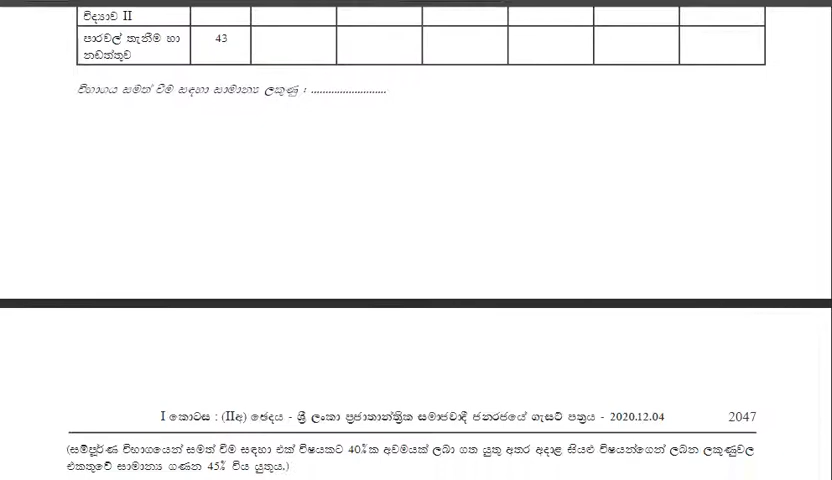 විද්‍යාව II
පාරවල් තැනීම හා 43
නඩත්තුව
විභාගය සමත් වීම සඳහා සාමාන්‍ය ලකුණු : ..........................
I කොටස : (IIඅ) ඡේදය - ශ්‍රී ලංකා ප්‍රජාතාන්ත්‍රික සමාජවාදී ජනරජයේ ගැසට් පත්‍රය - 2020.12.04 2047
(සම්පූර්ණ විභාගයෙන් සමත් වීම සඳහා එක් විෂයකට 40%ක අවමයක් ලබා ගත යුතු අතර අදාළ සියළු විෂයන්ගෙන් ලබන ලකුණුවල
එකතුවේ සාමාන්‍ය ගණන 45% විය යුතුය.)